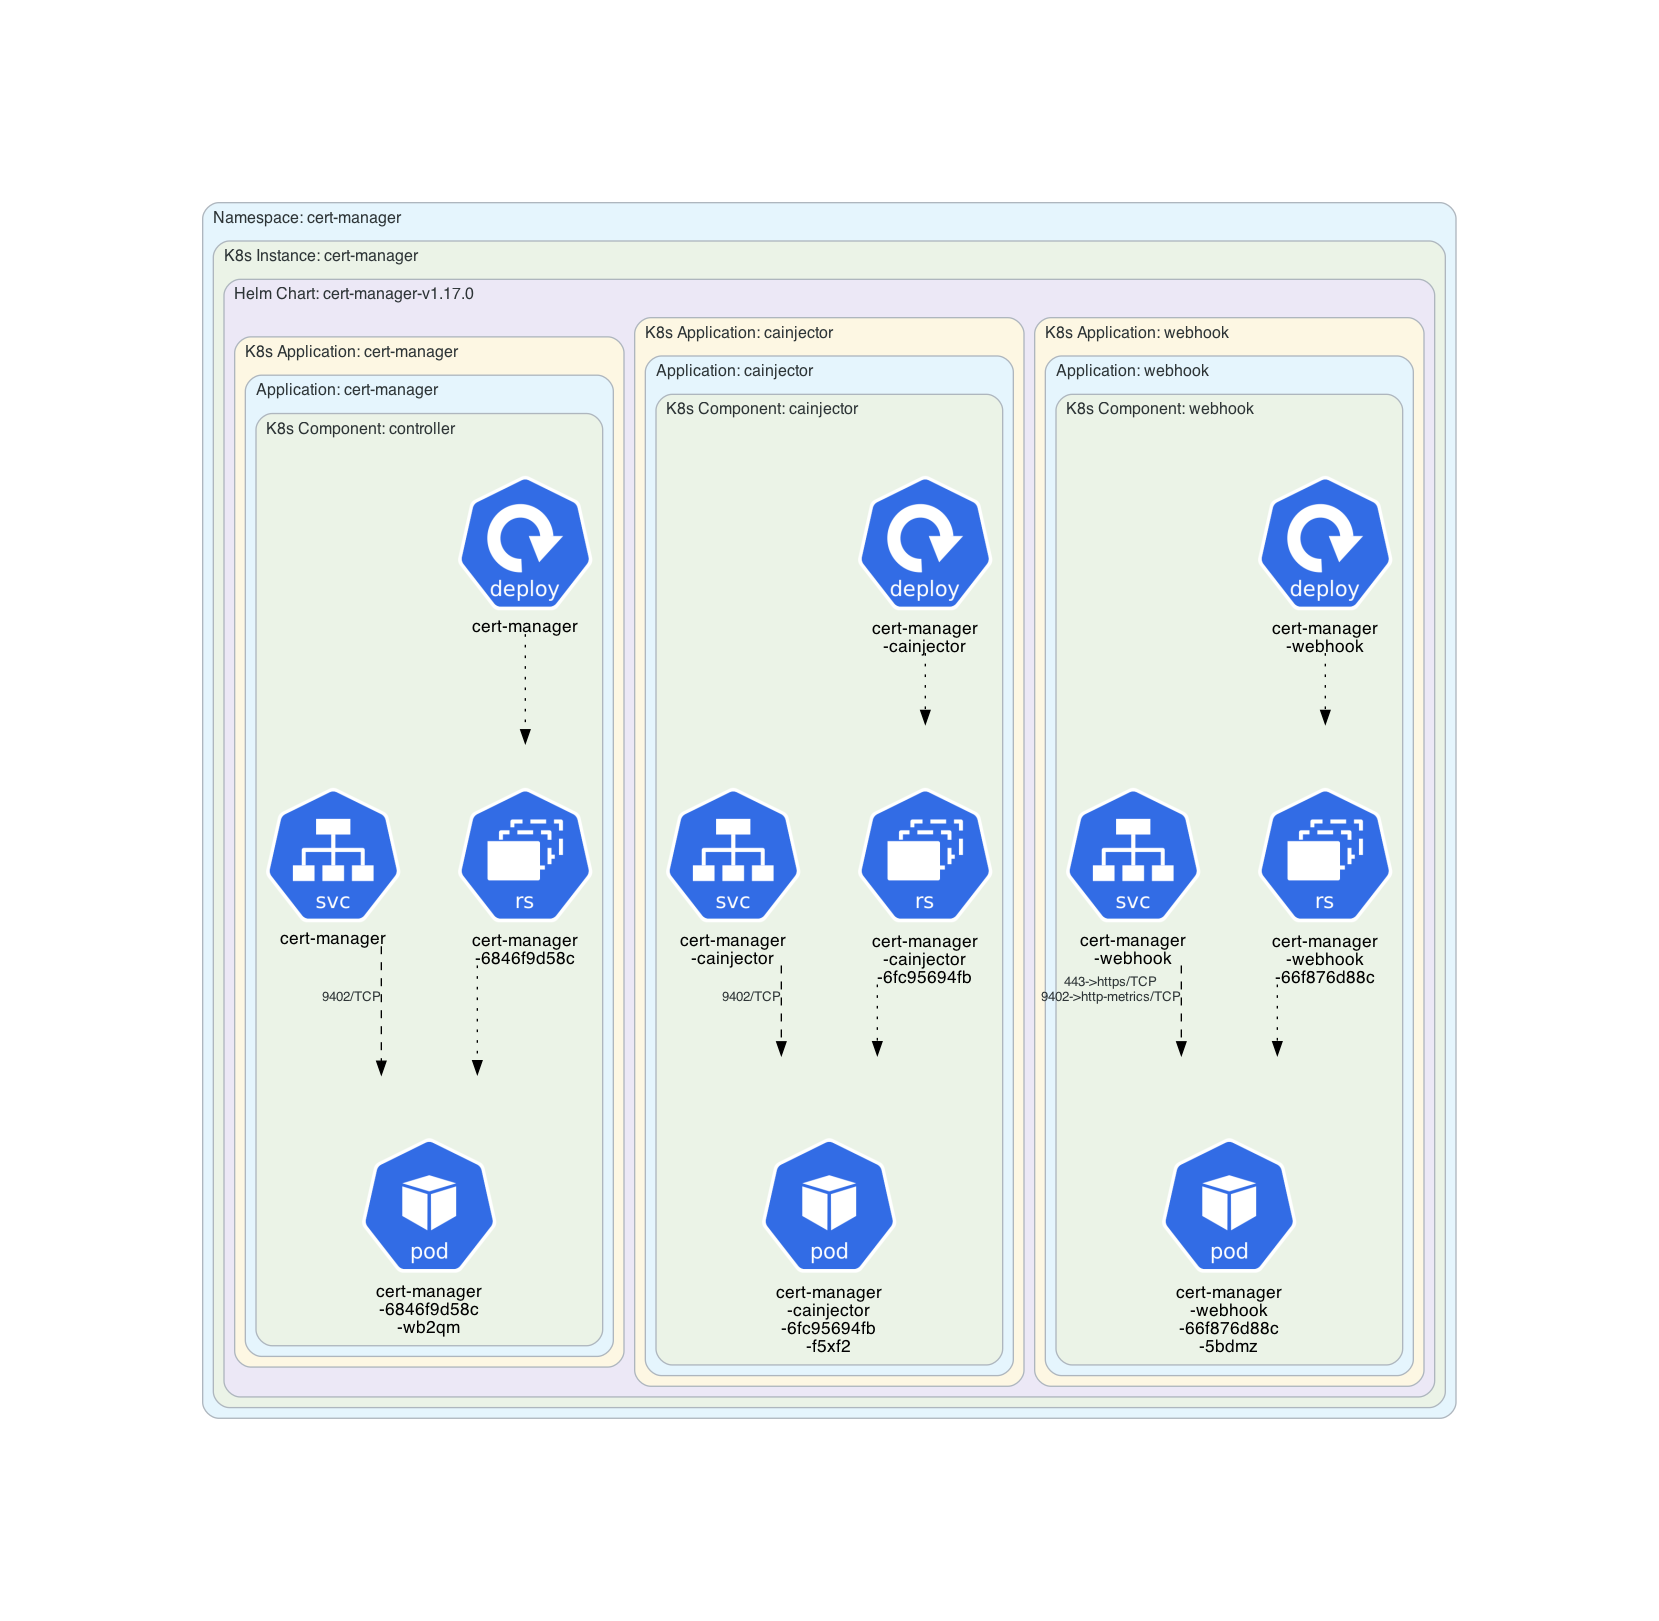 Namespace: cert-manager
K8s Instance: cert-manager
Helm Chart: cert-manager-v1.17.0
K8s Application: cert-manager
Application: cert-manager
K8s Component: controller
deploy
cert-manager
svc
cert-manager
rs
cert-manager
-6846f9d58c
9402/TCP
pod
cert-manager
-6846f9d58c
-wb2qm
K8s Application: cainjector
Application: cainjector
K8s Component: cainjector
deploy
cert-manager
-cainjector
svc
cert-manager
-cainjector
rs
cert-manager
-cainjector
-6fc95694fb
9402/TCP
pod
cert-manager
-cainjector
-6fc95694fb
-f5xf2
K8s Application: webhook
Application: webhook
K8s Component: webhook
deploy
cert-manager
-webhook
svc
cert-manager
-webhook
rs
cert-manager
-webhook
-66f876d88c
443->https/TCP
9402->http-metrics/TCP
pod
cert-manager
-webhook
-66f876d88c
-5bdmz